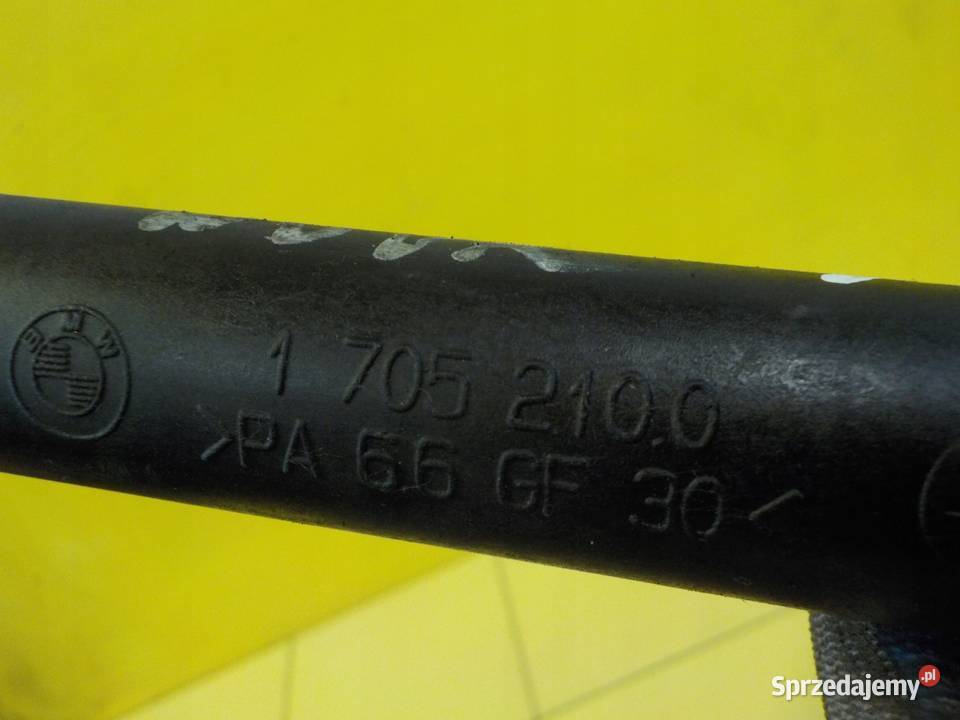 BMW
1 705 210.0
>PA 66 GF 30<
Sprzedajemy.pl